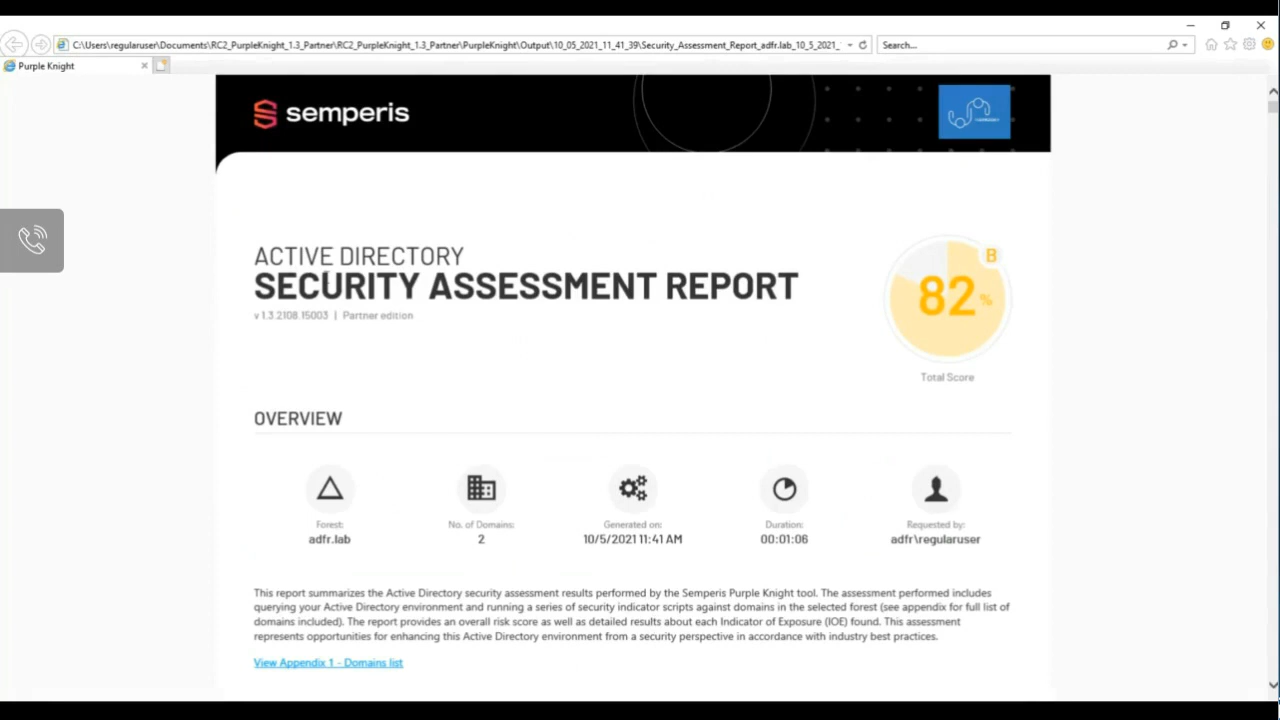 C:\Users\regularuser\Documents\RC2_PurpleKnight_1.3_Partner\RC2_PurpleKnight_1.3_Partner\PurpleKnight\Output\10_05_2021_11_41_39\Security_Assessment_Report_adfr.lab_10_5_2021_
Search...
Purple Knight
semperis
ACTIVE DIRECTORY
SECURITY ASSESSMENT REPORT
v 1.3.2108.15003 | Partner edition
B
82 %
Total Score
OVERVIEW
Forest: No. of Domains: Generated on: Duration: Requested by:
adfr.lab 2 10/5/2021 11:41 AM 00:01:06 adfr\regularuser
This report summarizes the Active Directory security assessment results performed by the Semperis Purple Knight tool. The assessment performed includes
querying your Active Directory environment and running a series of security indicator scripts against domains in the selected forest (see appendix for full list of
domains included). The report provides an overall risk score as well as detailed results about each Indicator of Exposure (IOE) found. This assessment
represents opportunities for enhancing this Active Directory environment from a security perspective in accordance with industry best practices.
View Appendix 1 - Domains list